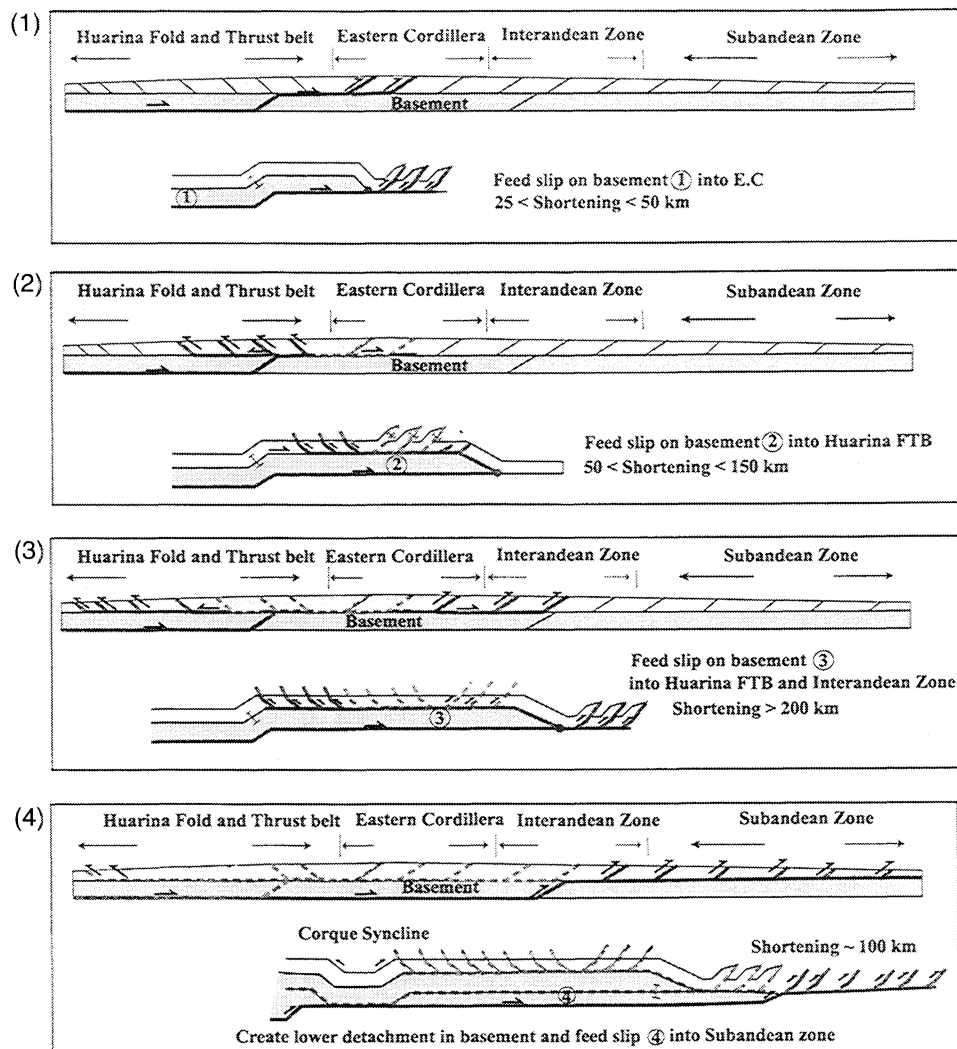 (1)
Huarina Fold and Thrust belt Eastern Cordillera Interandean Zone Subandean Zone
Basement
1
Feed slip on basement 1 into E.C
25 < Shortening < 50 km
(2)
Huarina Fold and Thrust belt Eastern Cordillera Interandean Zone Subandean Zone
Basement
2
Feed slip on basement 2 into Huarina FTB
50 < Shortening < 150 km
(3)
Huarina Fold and Thrust belt Eastern Cordillera Interandean Zone Subandean Zone
Basement
3
Feed slip on basement 3
into Huarina FTB and Interandean Zone
Shortening > 200 km
(4)
Huarina Fold and Thrust belt Eastern Cordillera Interandean Zone Subandean Zone
Basement
Corque Syncline
Shortening ~ 100 km
4
Create lower detachment in basement and feed slip 4 into Subandean zone